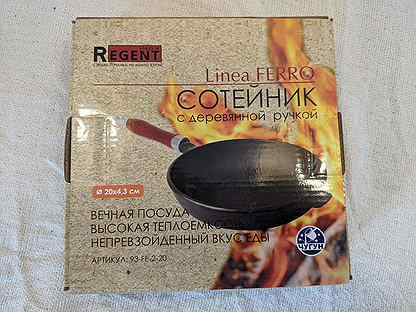 REGENT
Linea FERRO
СОТЕЙНИК
с деревянной ручкой
Ø 20x4,3 см
ВЕЧНАЯ ПОСУДА
ВЫСОКАЯ ТЕПЛОЕМКО
НЕПРЕВЗОЙДЕННЫЙ ВКУС ЕДЫ
АРТИКУЛ: 93-FE-2-20
ЧУГУН